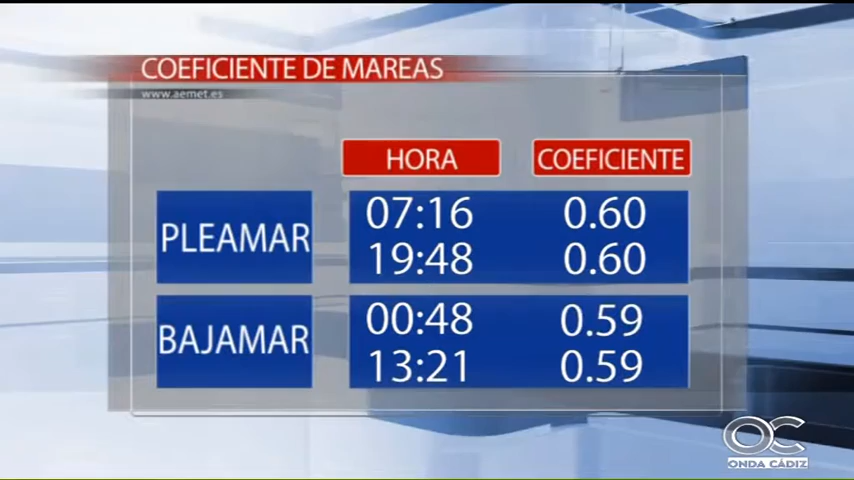 COEFICIENTE DE MAREAS
www.aemet.es
HORA COEFICIENTE
PLEAMAR
07:16 0.60
19:48 0.60
BAJAMAR
00:48 0.59
13:21 0.59
OC
ONDA CÁDIZ